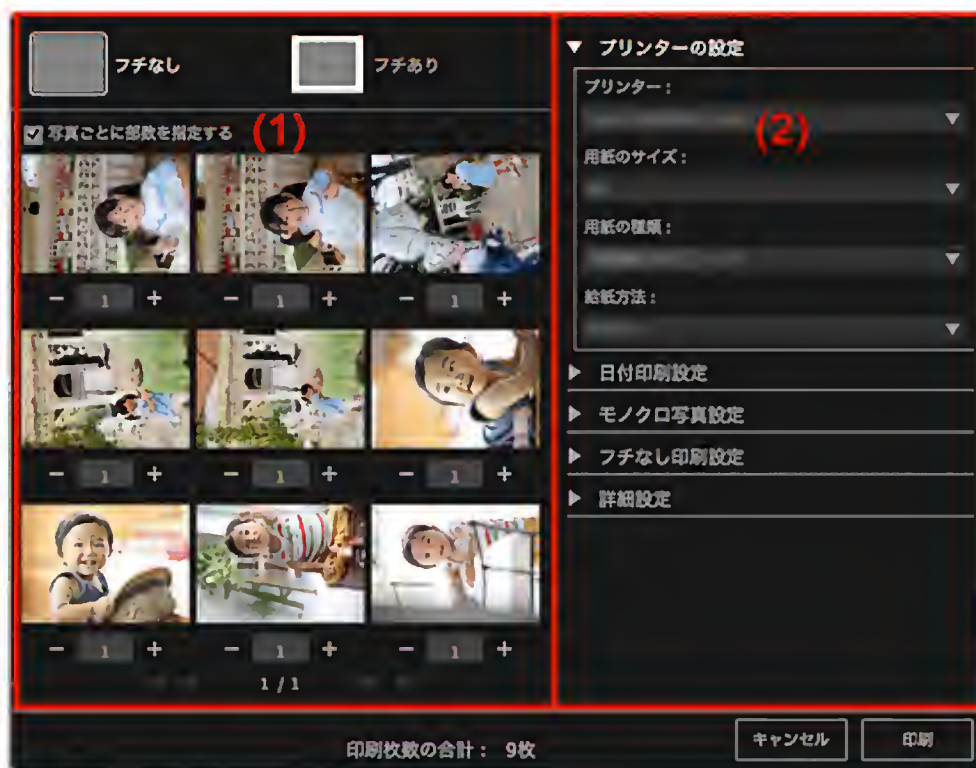 フチなし
フチあり
写真ごとに部数を指定する
(1)
− 1 + − 1 + − 1 +
− 1 + − 1 + − 1 +
− 1 + − 1 + − 1 +
1 / 1
プリンターの設定
プリンター：
(2)
用紙のサイズ：
用紙の種類：
給紙方法：
日付印刷設定
モノクロ写真設定
フチなし印刷設定
詳細設定
印刷枚数の合計： 9枚
キャンセル
印刷